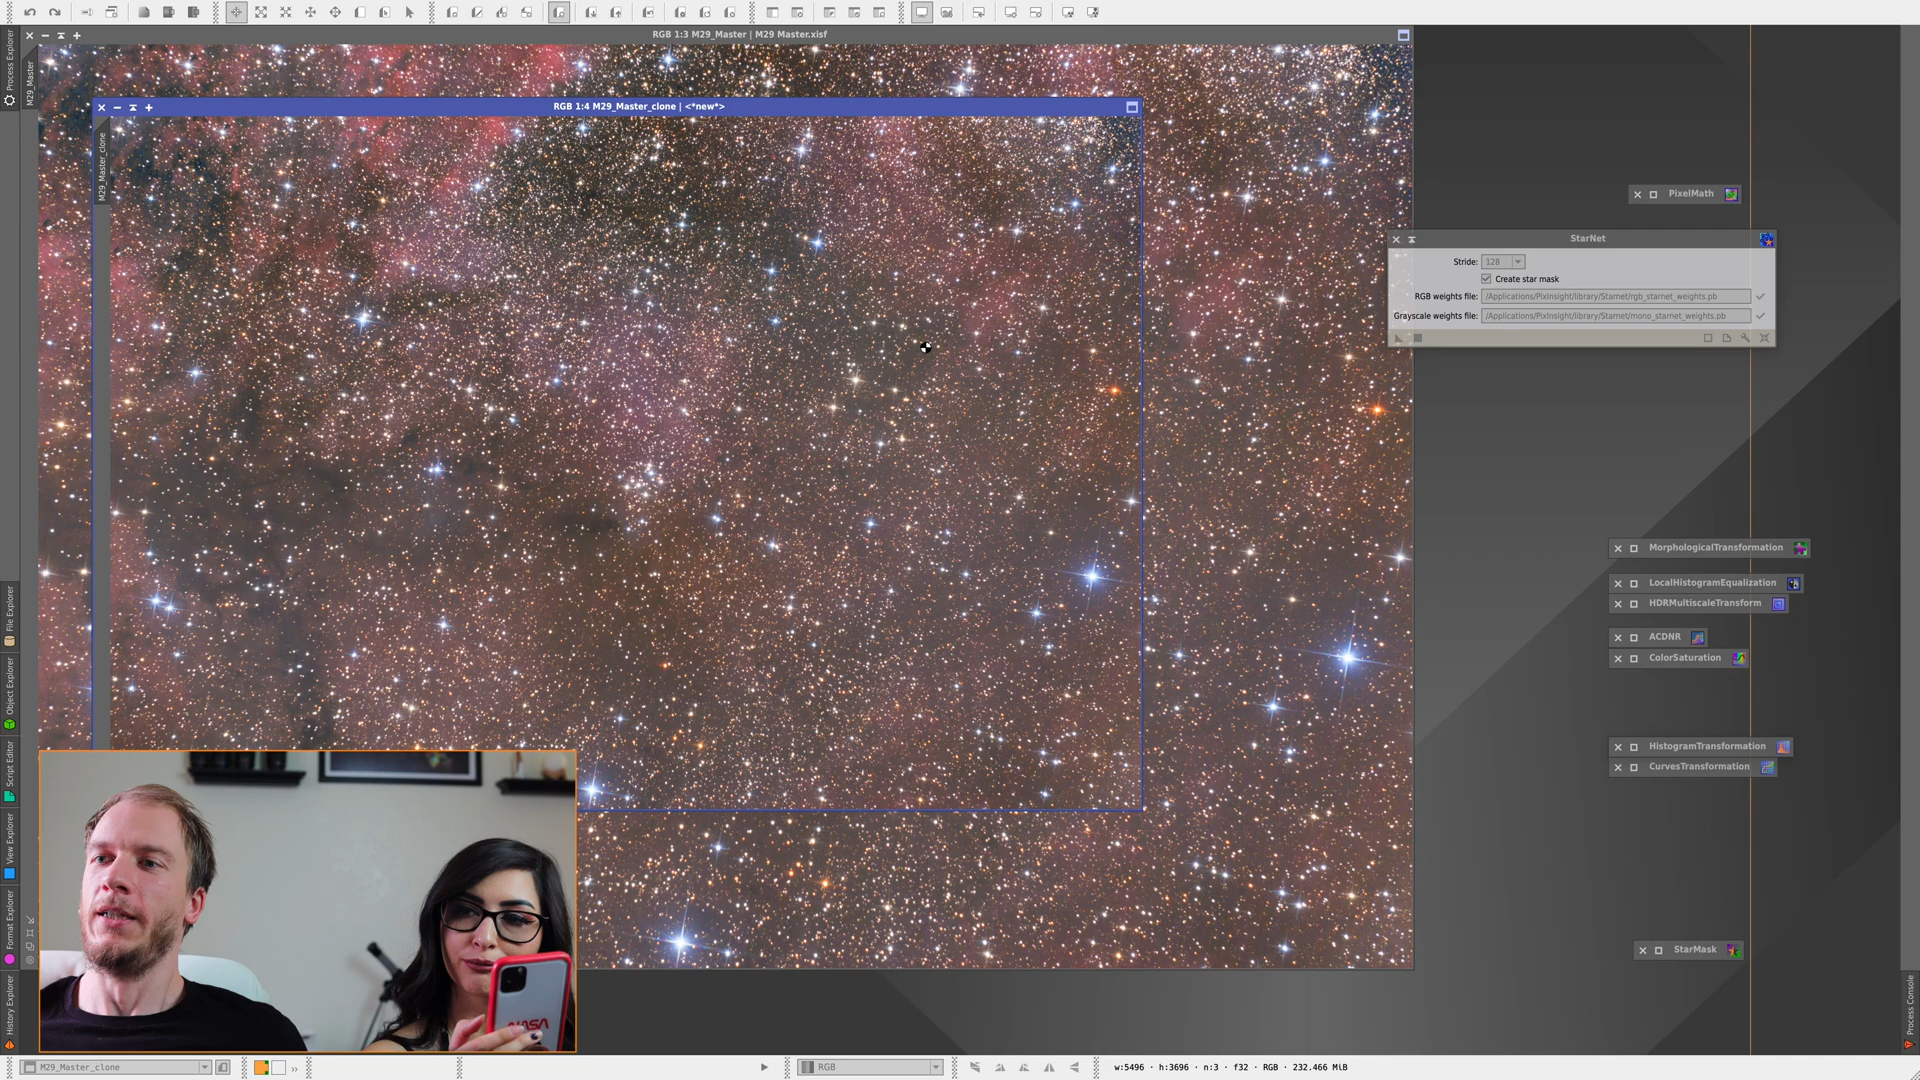 RGB 1:3 M29_Master | M29 Master.xisf
Process Explorer
M29_Master
RGB 1:4 M29_Master_clone | <*new*>
M29_Master_clone
PixelMath
StarNet
Stride: 128
Create star mask
RGB weights file: /Applications/PixInsight/library/Starnet/rgb_starnet_weights.pb
Grayscale weights file: /Applications/PixInsight/library/Starnet/mono_starnet_weights.pb
MorphologicalTransformation
LocalHistogramEqualization
HDRMultiscaleTransform
ACDNR
ColorSaturation
HistogramTransformation
CurvesTransformation
StarMask
File Explorer
Object Explorer
Script Editor
View Explorer
Format Explorer
History Explorer
Process Console
NASA
M29_Master_clone
RGB
w:5496 · h:3696 · n:3 · f32 · RGB · 232.466 MiB